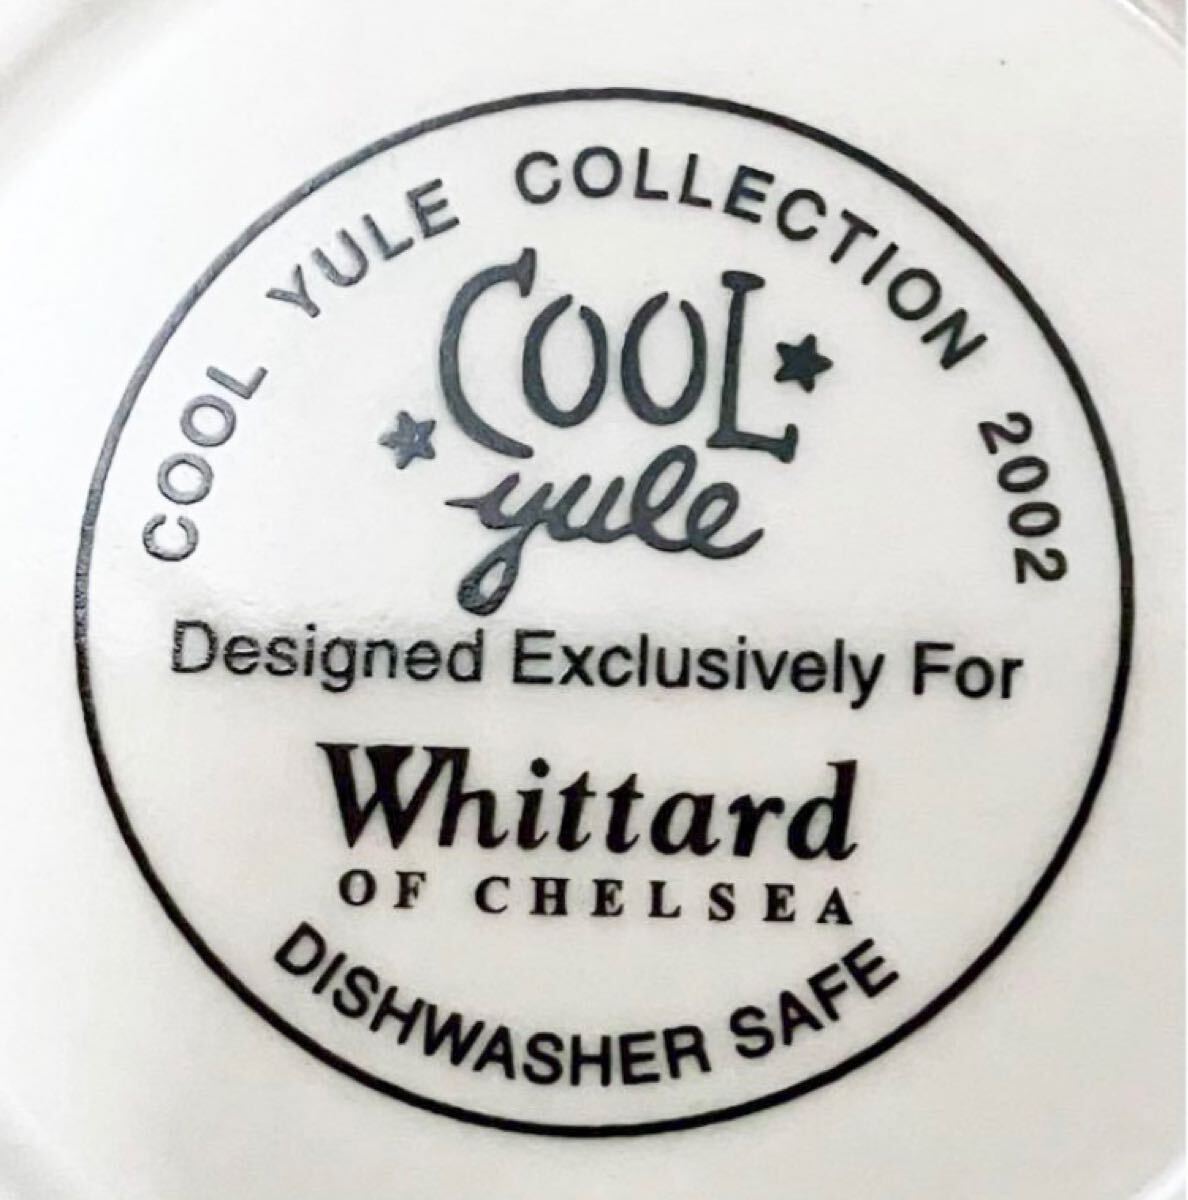 COOL YULE COLLECTION 2002
COOL
yule
Designed Exclusively For
Whittard
OF CHELSEA
DISHWASHER SAFE